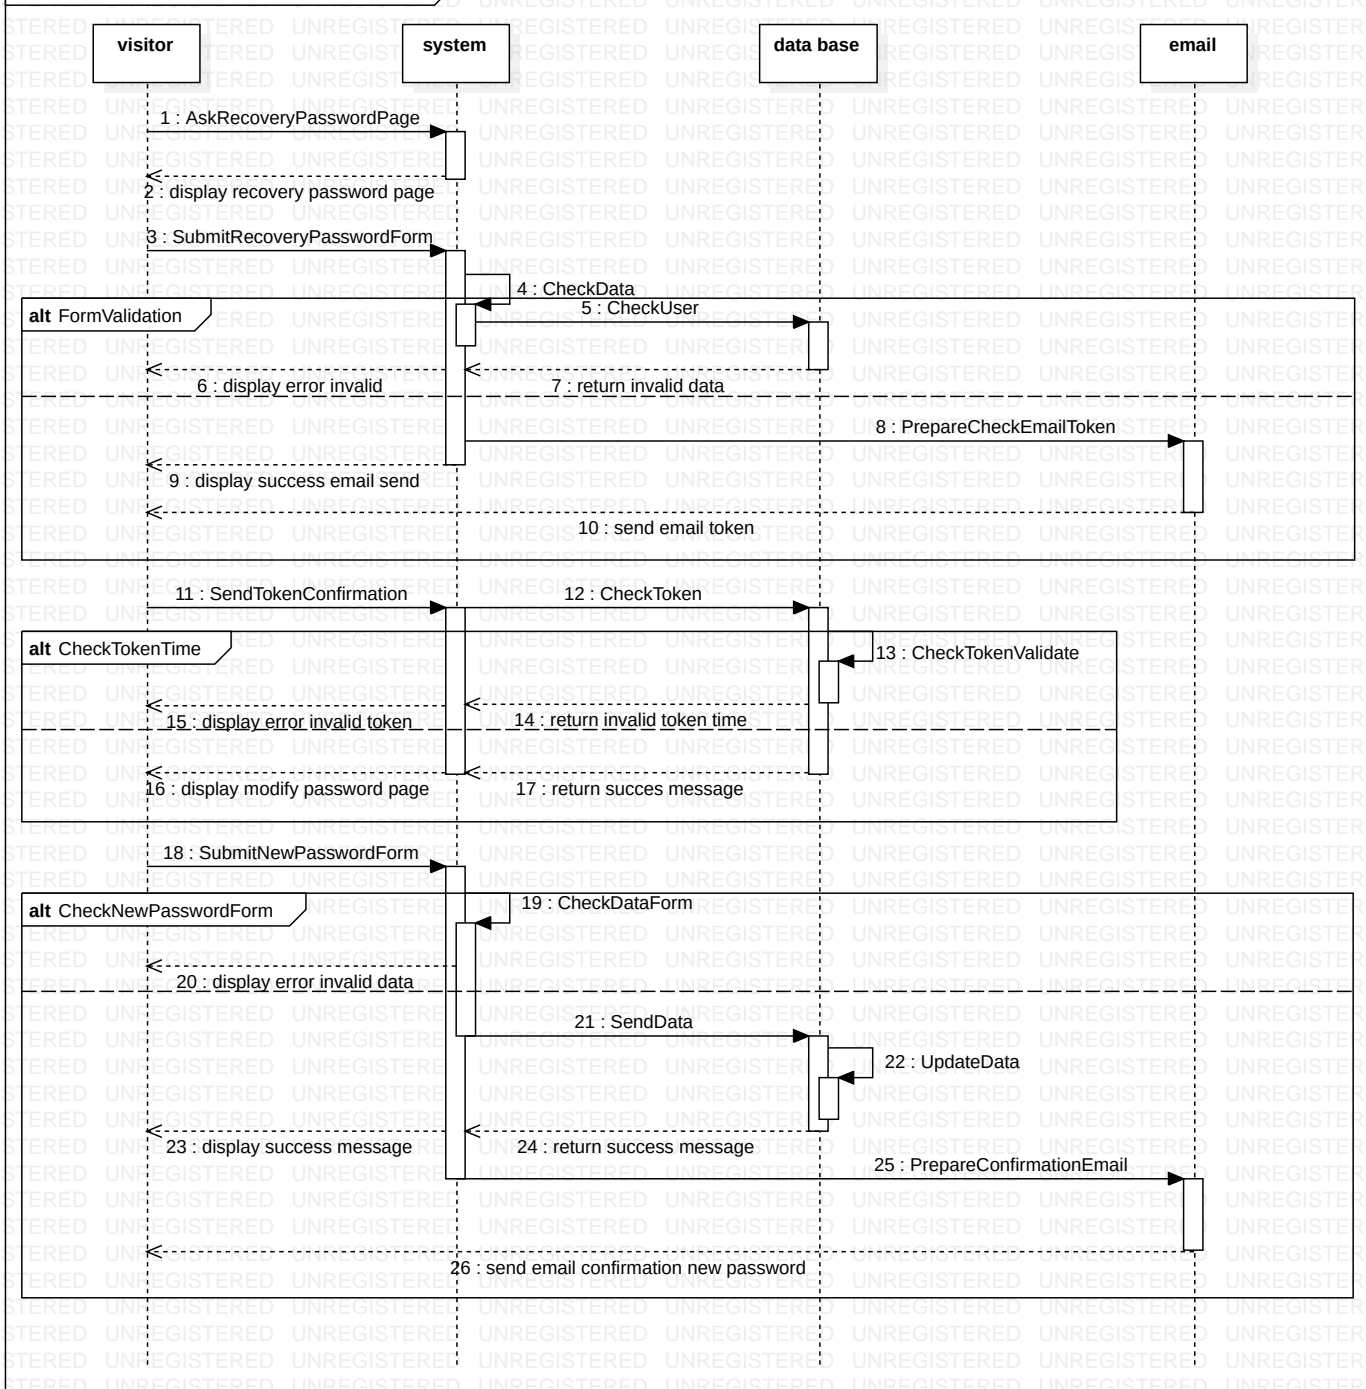 visitor
system
data base
email
1 : AskRecoveryPasswordPage
2 : display recovery password page
3 : SubmitRecoveryPasswordForm
4 : CheckData
5 : CheckUser
alt FormValidation
6 : display error invalid
7 : return invalid data
8 : PrepareCheckEmailToken
9 : display success email send
10 : send email token
11 : SendTokenConfirmation
12 : CheckToken
alt CheckTokenTime
13 : CheckTokenValidate
15 : display error invalid token
14 : return invalid token time
16 : display modify password page
17 : return succes message
18 : SubmitNewPasswordForm
19 : CheckDataForm
alt CheckNewPasswordForm
20 : display error invalid data
21 : SendData
22 : UpdateData
23 : display success message
24 : return success message
25 : PrepareConfirmationEmail
26 : send email confirmation new password
UNREGISTERED